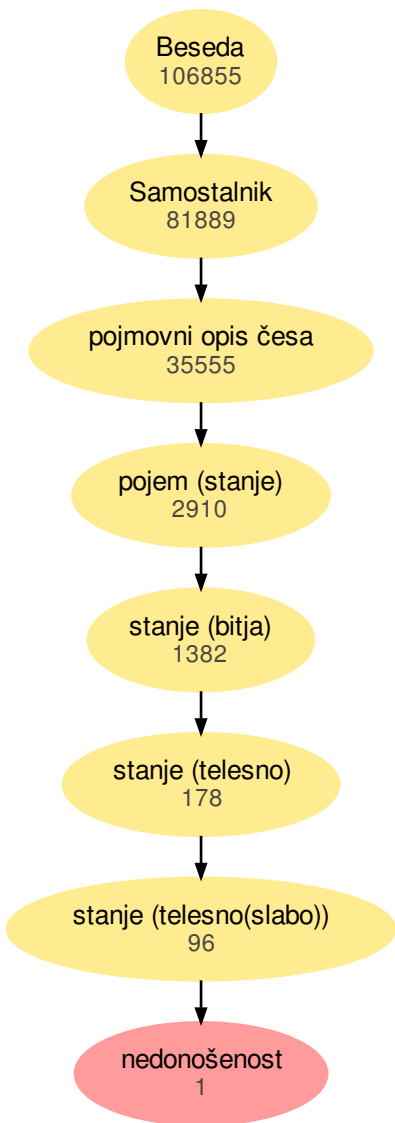 Beseda
106855
Samostalnik
81889
pojmovni opis česa
35555
pojem (stanje)
2910
stanje (bitja)
1382
stanje (telesno)
178
stanje (telesno(slabo))
96
nedonošenost
1